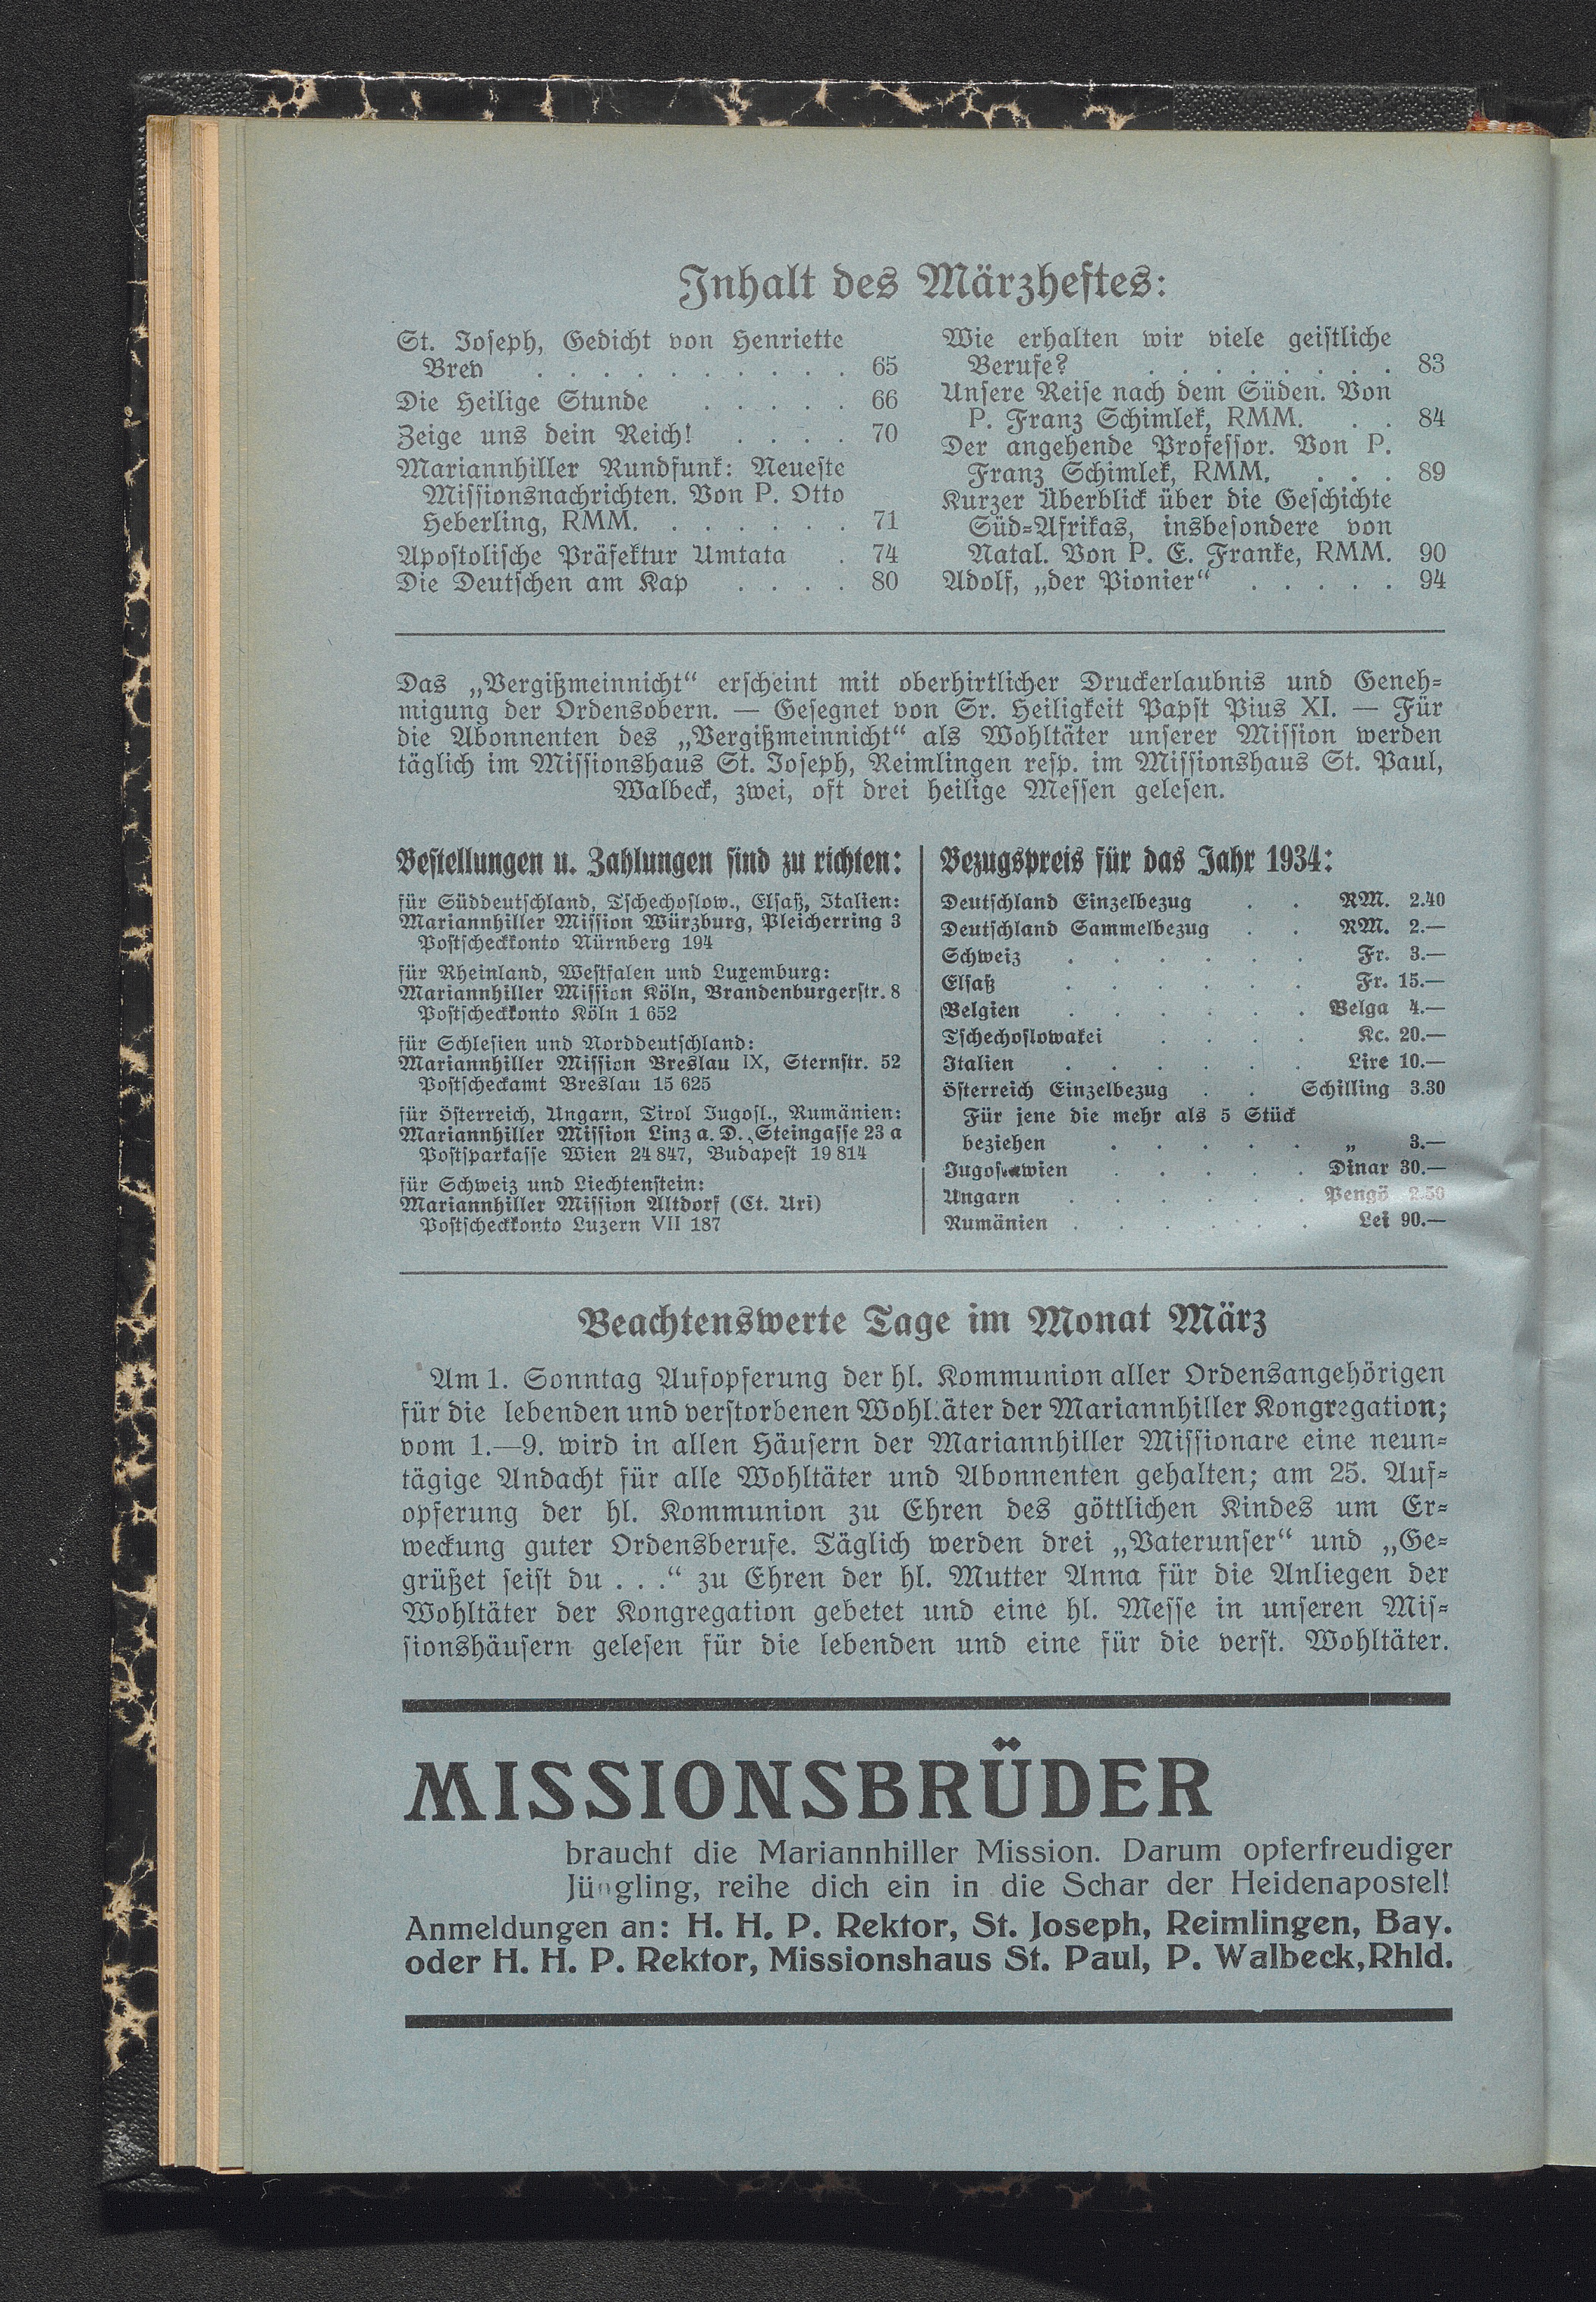 Inhalt des Märzheftes:
St. Joseph, Gedicht von Henriette
Brey . . . . . . . . . . . 65
Die Heilige Stunde . . . . . 66
Zeige uns dein Reich! . . . . 70
Mariannhiller Rundfunk: Neueste
Missionsnachrichten. Von P. Otto
Heberling, RMM. . . . . . . . 71
Apostolische Präfektur Umtata . 74
Die Deutschen am Kap . . . . 80
Wie erhalten wir viele geistliche
Berufe? . . . . . . . . 83
Unsere Reise nach dem Süden. Von
P. Franz Schimlek, RMM. . . 84
Der angehende Professor. Von P.
Franz Schimlek, RMM. . . . 89
Kurzer Überblick über die Geschichte
Süd-Afrikas, insbesondere von
Natal. Von P. E. Franke, RMM. 90
Adolf, „der Pionier“ . . . . . 94
Das „Vergißmeinnicht“ erscheint mit oberhirtlicher Druckerlaubnis und Geneh-
migung der Ordensobern. — Gesegnet von Sr. Heiligkeit Papst Pius XI. — Für
die Abonnenten des „Vergißmeinnicht“ als Wohltäter unserer Mission werden
täglich im Missionshaus St. Joseph, Reimlingen resp. im Missionshaus St. Paul,
Walbeck, zwei, oft drei heilige Messen gelesen.
Bestellungen u. Zahlungen sind zu richten:
für Süddeutschland, Tschechoslow., Elsaß, Italien:
Mariannhiller Mission Würzburg, Pleicherring 3
Postscheckkonto Nürnberg 194
für Rheinland, Westfalen und Luxemburg:
Mariannhiller Mission Köln, Brandenburgerstr. 8
Postscheckkonto Köln 1 652
für Schlesien und Norddeutschland:
Mariannhiller Mission Breslau IX, Sternstr. 52
Postscheckamt Breslau 15 625
für Österreich, Ungarn, Tirol Jugosl., Rumänien:
Mariannhiller Mission Linz a. D., Steingasse 23 a
Postsparkasse Wien 24 847, Budapest 19 814
für Schweiz und Liechtenstein:
Mariannhiller Mission Altdorf (Ct. Uri)
Postscheckkonto Luzern VII 187
Bezugspreis für das Jahr 1934:
Deutschland Einzelbezug . . RM. 2.40
Deutschland Sammelbezug . . RM. 2.—
Schweiz . . . . . . Fr. 3.—
Elsaß . . . . . . Fr. 15.—
Belgien . . . . . . Belga 4.—
Tschechoslowakei . . . . Kc. 20.—
Italien . . . . . . Lire 10.—
Österreich Einzelbezug . . Schilling 3.30
Für jene die mehr als 5 Stück
beziehen . . . . . „ 3.—
Jugoslawien . . . . . Dinar 30.—
Ungarn . . . . . . Pengö 2.50
Rumänien . . . . . . Lei 90.—
Beachtenswerte Tage im Monat März
Am 1. Sonntag Aufopferung der hl. Kommunion aller Ordensangehörigen
für die lebenden und verstorbenen Wohltäter der Mariannhiller Kongregation;
vom 1.—9. wird in allen Häusern der Mariannhiller Missionare eine neun-
tägige Andacht für alle Wohltäter und Abonnenten gehalten; am 25. Auf-
opferung der hl. Kommunion zu Ehren des göttlichen Kindes um Er-
weckung guter Ordensberufe. Täglich werden drei „Vaterunser“ und „Ge-
grüßet seist du . . .“ zu Ehren der hl. Mutter Anna für die Anliegen der
Wohltäter der Kongregation gebetet und eine hl. Messe in unseren Mis-
sionshäusern gelesen für die lebenden und eine für die verst. Wohltäter.
MISSIONSBRÜDER
braucht die Mariannhiller Mission. Darum opferfreudiger
Jüngling, reihe dich ein in die Schar der Heidenapostel!
Anmeldungen an: H. H. P. Rektor, St. Joseph, Reimlingen, Bay.
oder H. H. P. Rektor, Missionshaus St. Paul, P. Walbeck, Rhld.